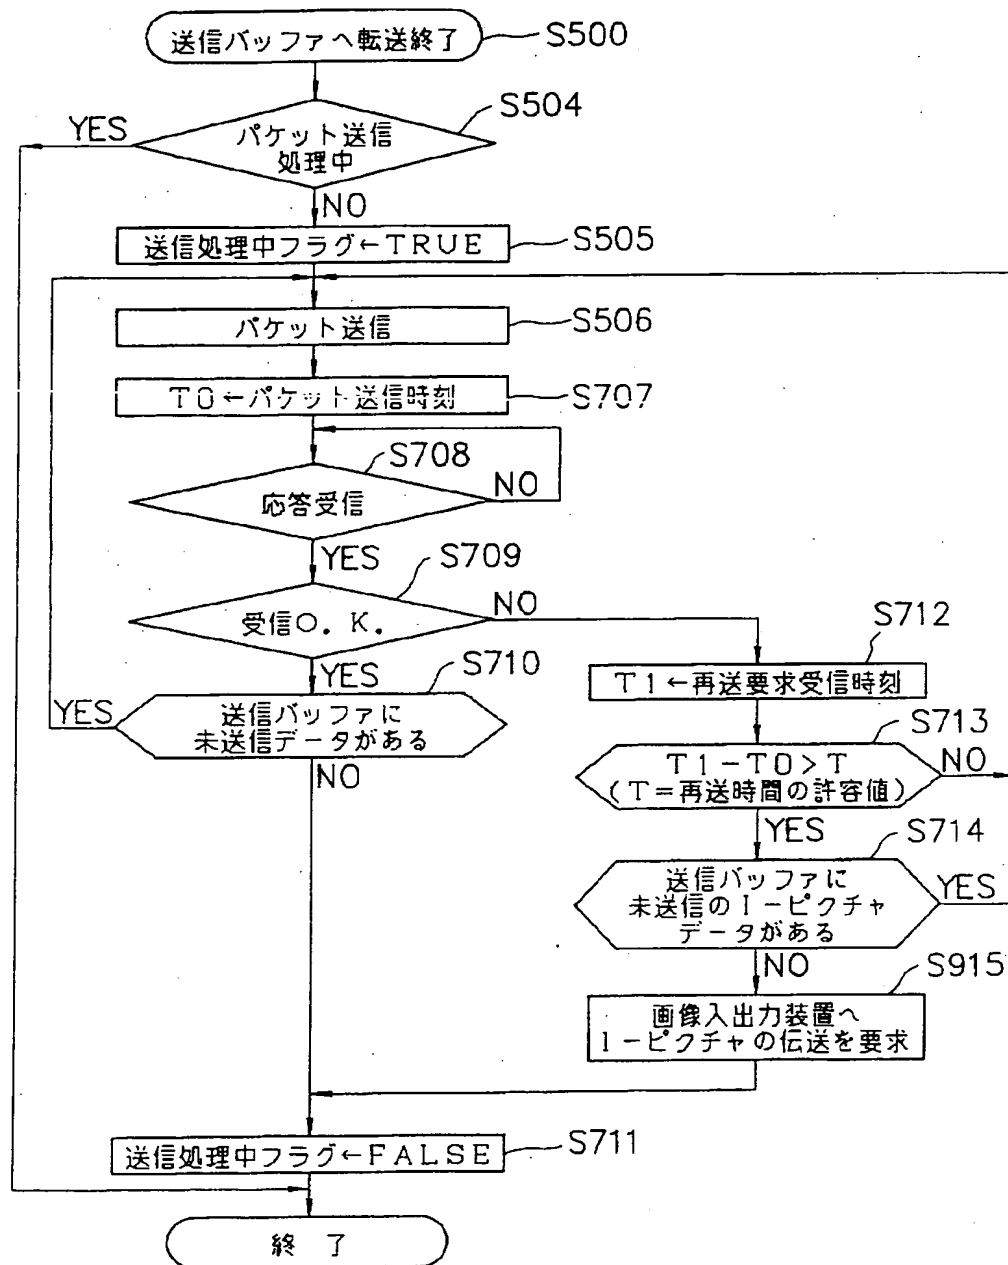 送信バッファへ転送終了
S500
S504
YES
パケット送信
処理中
NO
送信処理中フラグ←TRUE
S505
パケット送信
S506
T0←パケット送信時刻
S707
S708
応答受信
NO
YES
S709
受信O.K.
NO
S712
YES
S710
T1←再送要求受信時刻
YES
送信バッファに
未送信データがある
S713
T1-T0>T
(T=再送時間の許容値)
NO
NO
YES
S714
送信バッファに
未送信のI-ピクチャ
データがある
YES
NO
S915
画像入出力装置へ
I-ピクチャの伝送を要求
送信処理中フラグ←FALSE
S711
終 了